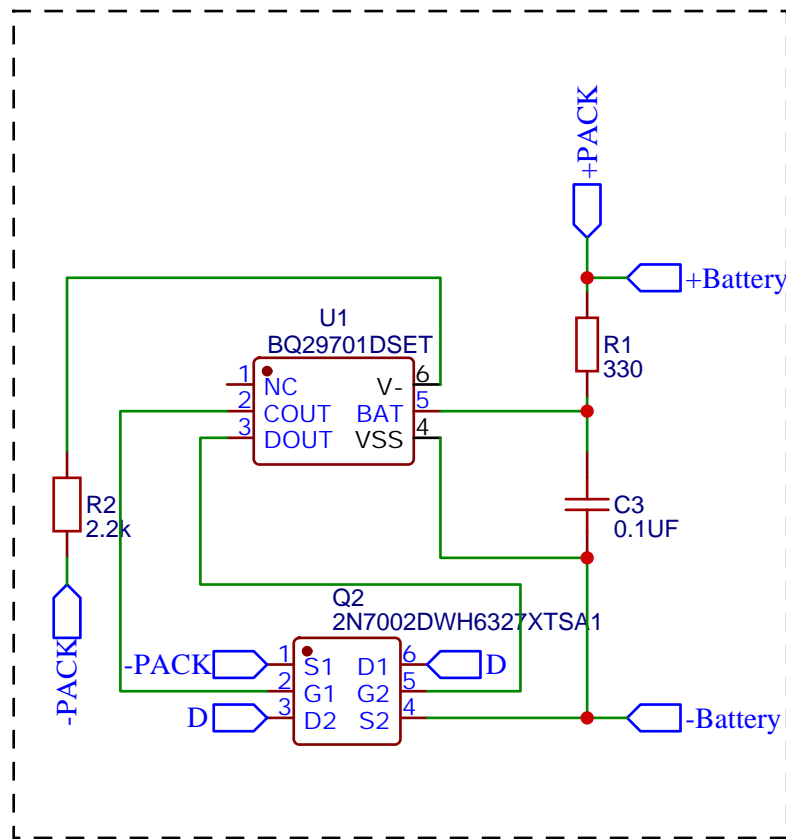 +PACK
+Battery
U1
BQ29701DSET
1
NC
2
COUT
3
DOUT
V-
6
BAT
5
VSS
4
R1
330
R2
2.2k
C3
0.1UF
-PACK
Q2
2N7002DWH6327XTSA1
-PACK
1
S1
2
G1
D
3
D2
D1
6
D
G2
5
S2
4
-Battery